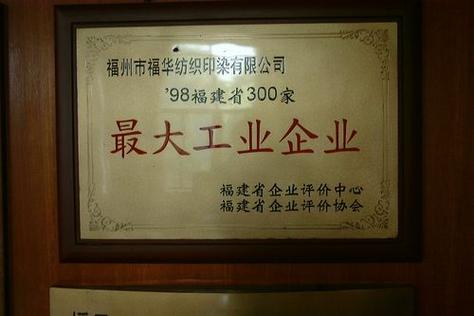 福州市福华纺织印染有限公司
'98福建省300家
最大工业企业
福建省企业评价中心
福建省企业评价协会